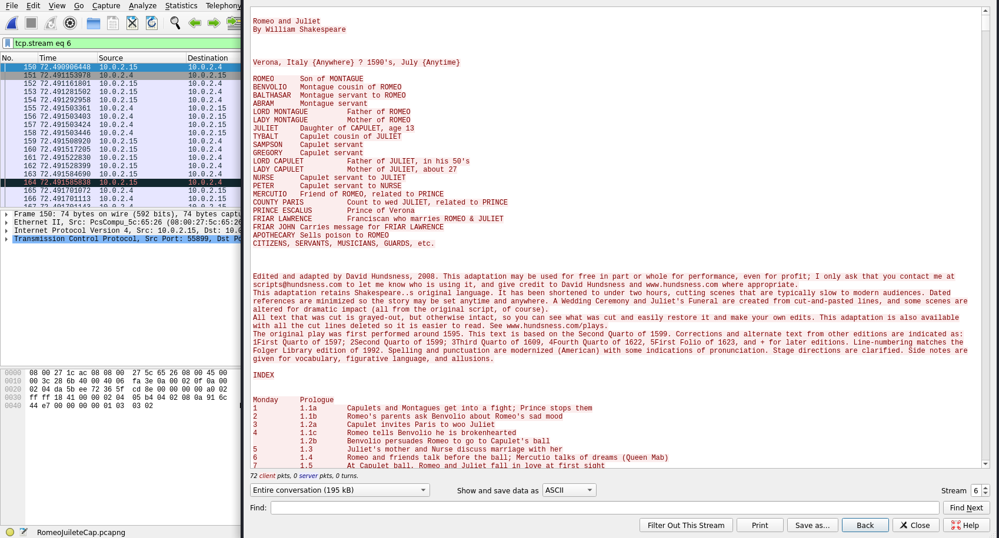 File Edit View Go Capture Analyze Statistics Telephony
tcp.stream eq 6
No. Time Source Destination
150 72.490906448 10.0.2.15 10.0.2.4
151 72.491153978 10.0.2.4 10.0.2.15
152 72.491161801 10.0.2.15 10.0.2.4
153 72.491281502 10.0.2.15 10.0.2.4
154 72.491292958 10.0.2.15 10.0.2.4
155 72.491503361 10.0.2.4 10.0.2.15
156 72.491503403 10.0.2.4 10.0.2.15
157 72.491503424 10.0.2.4 10.0.2.15
158 72.491503446 10.0.2.4 10.0.2.15
159 72.491508920 10.0.2.15 10.0.2.4
160 72.491517205 10.0.2.15 10.0.2.4
161 72.491522830 10.0.2.15 10.0.2.4
162 72.491528399 10.0.2.15 10.0.2.4
163 72.491584690 10.0.2.15 10.0.2.4
164 72.491585838 10.0.2.15 10.0.2.4
165 72.491701072 10.0.2.4 10.0.2.15
166 72.491701113 10.0.2.4 10.0.2.15
167 72.491701143 10.0.2.4 10.0.2.15
Frame 150: 74 bytes on wire (592 bits), 74 bytes captu
Ethernet II, Src: PcsCompu_5c:65:26 (08:00:27:5c:65:26
Internet Protocol Version 4, Src: 10.0.2.15, Dst: 10.0
Transmission Control Protocol, Src Port: 55899, Dst Po
0000 08 00 27 1c ac 08 08 00 27 5c 65 26 08 00 45 00
0010 00 3c 28 6b 40 00 40 06 fa 3e 0a 00 02 0f 0a 00
0020 02 04 da 5b ee 72 36 5f cd 8e 00 00 00 00 a0 02
0030 ff ff 18 41 00 00 02 04 05 b4 04 02 08 0a 91 6c
0040 44 e7 00 00 00 00 01 03 03 02
RomeoJuileteCap.pcapng
Romeo and Juliet
By William Shakespeare
Verona, Italy {Anywhere} ? 1590's, July {Anytime}
ROMEO Son of MONTAGUE
BENVOLIO Montague cousin of ROMEO
BALTHASAR Montague servant to ROMEO
ABRAM Montague servant
LORD MONTAGUE Father of ROMEO
LADY MONTAGUE Mother of ROMEO
JULIET Daughter of CAPULET, age 13
TYBALT Capulet cousin of JULIET
SAMPSON Capulet servant
GREGORY Capulet servant
LORD CAPULET Father of JULIET, in his 50's
LADY CAPULET Mother of JULIET, about 27
NURSE Capulet servant to JULIET
PETER Capulet servant to NURSE
MERCUTIO Friend of ROMEO, related to PRINCE
COUNTY PARIS Count to wed JULIET, related to PRINCE
PRINCE ESCALUS Prince of Verona
FRIAR LAWRENCE Franciscan who marries ROMEO & JULIET
FRIAR JOHN Carries message for FRIAR LAWRENCE
APOTHECARY Sells poison to ROMEO
CITIZENS, SERVANTS, MUSICIANS, GUARDS, etc.
Edited and adapted by David Hundsness, 2008. This adaptation may be used for free in part or whole for performance, even for profit; I only ask that you contact me at
scripts@hundsness.com to let me know who is using it, and give credit to David Hundsness and www.hundsness.com where appropriate.
This adaptation retains Shakespeare..s original language. It has been shortened to under two hours, cutting scenes that are typically slow to modern audiences. Dated
references are minimized so the story may be set anytime and anywhere. A Wedding Ceremony and Juliet's Funeral are created from cut-and-pasted lines, and some scenes are
altered for dramatic impact (all from the original script, of course).
All text that was cut is grayed-out, but otherwise intact, so you can see what was cut and easily restore it and make your own edits. This adaptation is also available
with all the cut lines deleted so it is easier to read. See www.hundsness.com/plays.
The original play was first performed around 1595. This text is based on the Second Quarto of 1599. Corrections and alternate text from other editions are indicated as:
1First Quarto of 1597; 2Second Quarto of 1599; 3Third Quarto of 1609, 4Fourth Quarto of 1622, 5First Folio of 1623, and + for later editions. Line-numbering matches the
Folger Library edition of 1992. Spelling and punctuation are modernized (American) with some indications of pronunciation. Stage directions are clarified. Side notes are
given for vocabulary, figurative language, and allusions.
INDEX
Monday Prologue
1 1.1a Capulets and Montagues get into a fight; Prince stops them
2 1.1b Romeo's parents ask Benvolio about Romeo's sad mood
3 1.2a Capulet invites Paris to woo Juliet
4 1.1c Romeo tells Benvolio he is brokenhearted
1.2b Benvolio persuades Romeo to go to Capulet's ball
5 1.3 Juliet's mother and Nurse discuss marriage with her
6 1.4 Romeo and friends talk before the ball; Mercutio talks of dreams (Queen Mab)
7 1.5 At Capulet ball, Romeo and Juliet fall in love at first sight
72 client pkts, 0 server pkts, 0 turns.
Entire conversation (195 kB) Show and save data as ASCII Stream 6
Find: Find Next
Filter Out This Stream Print Save as... Back Close Help